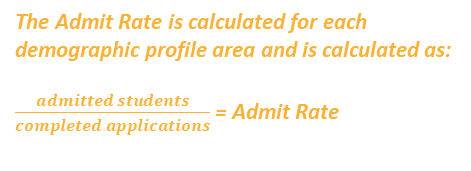 The Admit Rate is calculated for each
demographic profile area and is calculated as:
admitted students
completed applications = Admit Rate